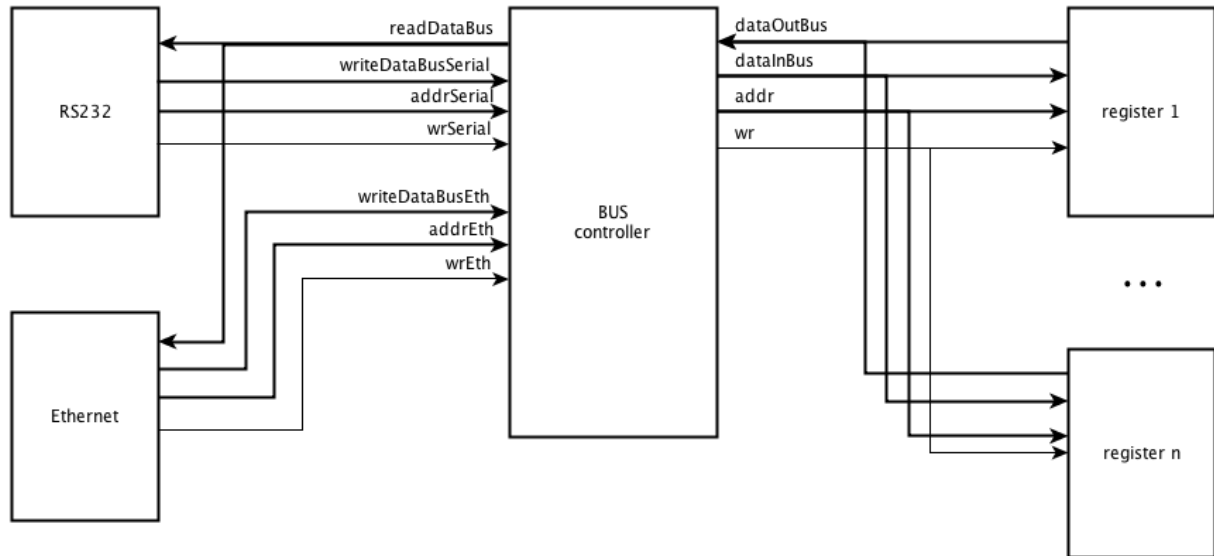 readDataBus
writeDataBusSerial
addrSerial
wrSerial
RS232
writeDataBusEth
addrEth
wrEth
Ethernet
BUS
controller
dataOutBus
dataInBus
addr
wr
register 1
...
register n